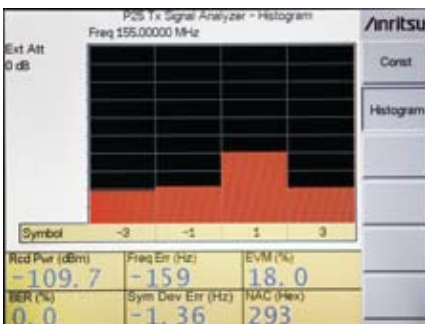 P25 Tx Signal Analyzer - Histogram
Freq 155.00000 MHz
Ext Att
0 dB
/inritsu
Const
Histogram
Symbol -3 -1 1 3
Rcd Pwr (dBm) Freq Err (Hz) EVM (%)
-109.7 -159 18.0
BER (%) Sym Dev Err (Hz) NAC (Hex)
0.0 -1.36 293